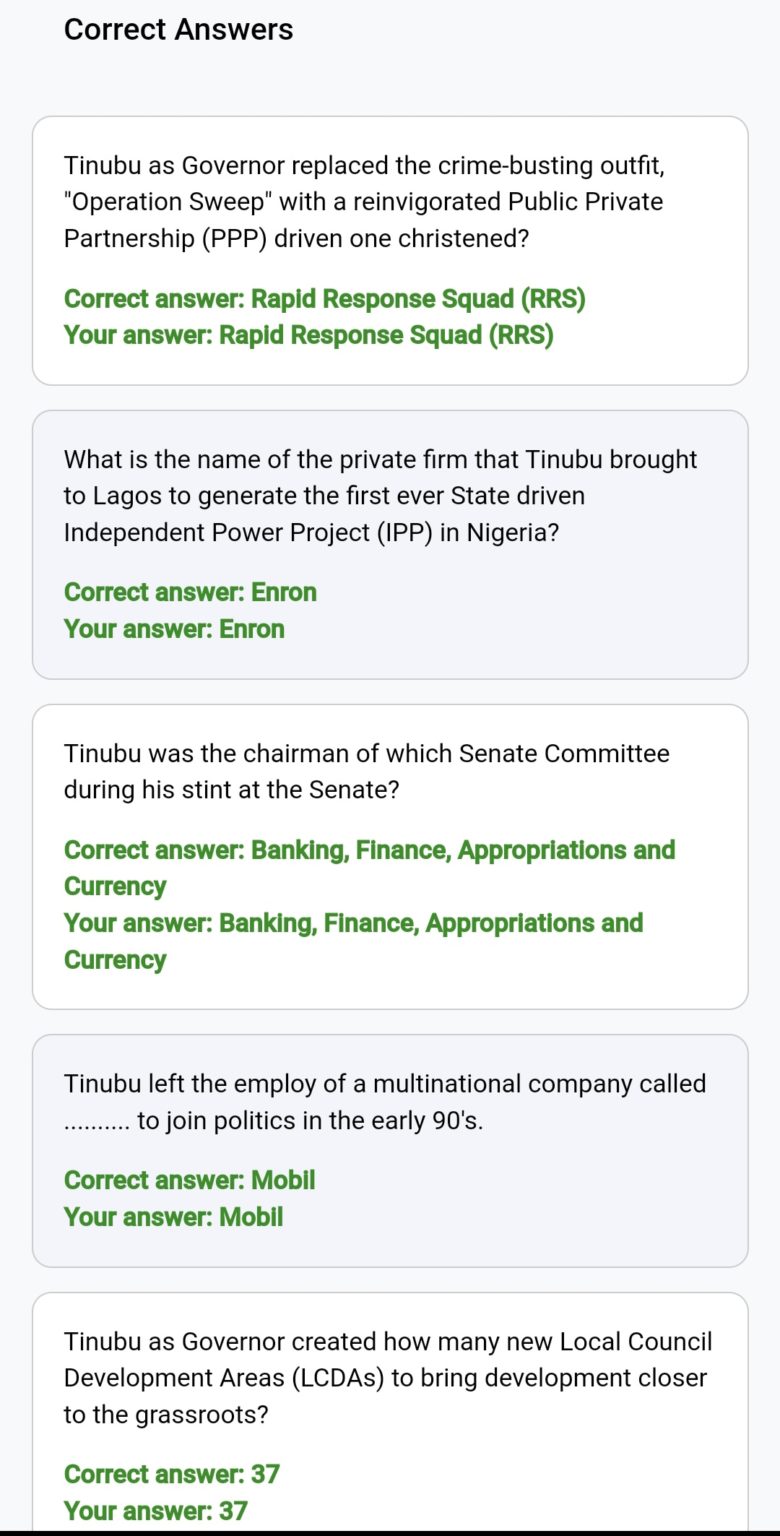 Correct Answers
Tinubu as Governor replaced the crime-busting outfit,
"Operation Sweep" with a reinvigorated Public Private
Partnership (PPP) driven one christened?
Correct answer: Rapid Response Squad (RRS)
Your answer: Rapid Response Squad (RRS)
What is the name of the private firm that Tinubu brought
to Lagos to generate the first ever State driven
Independent Power Project (IPP) in Nigeria?
Correct answer: Enron
Your answer: Enron
Tinubu was the chairman of which Senate Committee
during his stint at the Senate?
Correct answer: Banking, Finance, Appropriations and
Currency
Your answer: Banking, Finance, Appropriations and
Currency
Tinubu left the employ of a multinational company called
.......... to join politics in the early 90's.
Correct answer: Mobil
Your answer: Mobil
Tinubu as Governor created how many new Local Council
Development Areas (LCDAs) to bring development closer
to the grassroots?
Correct answer: 37
Your answer: 37